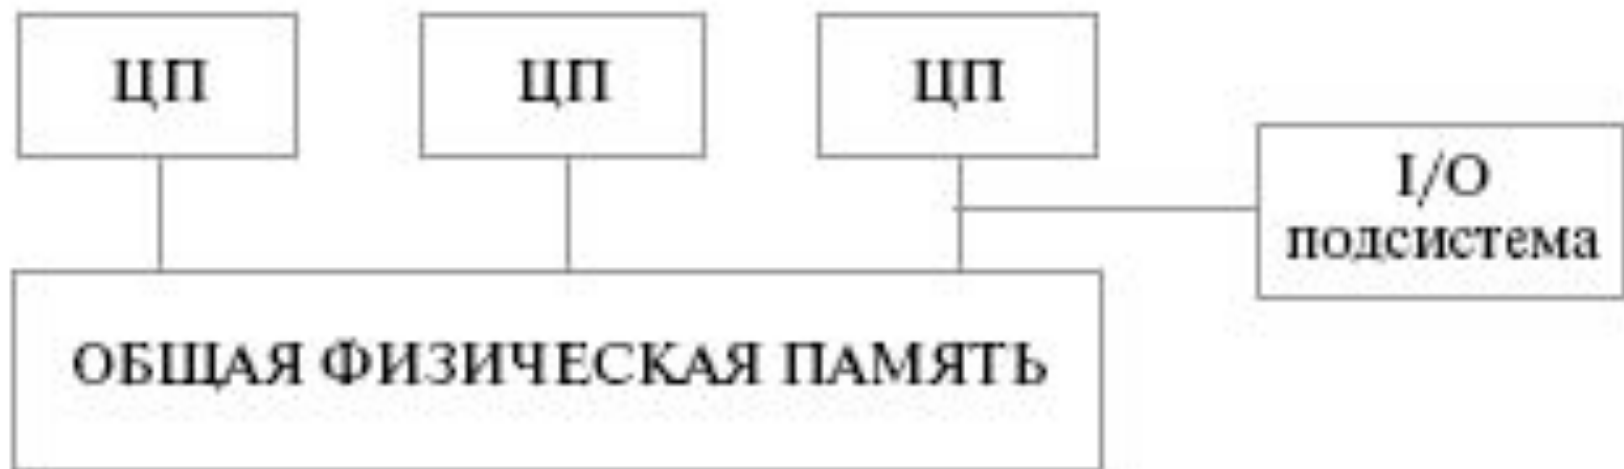 ЦП
ЦП
ЦП
I/O
подсистема
ОБЩАЯ ФИЗИЧЕСКАЯ ПАМЯТЬ